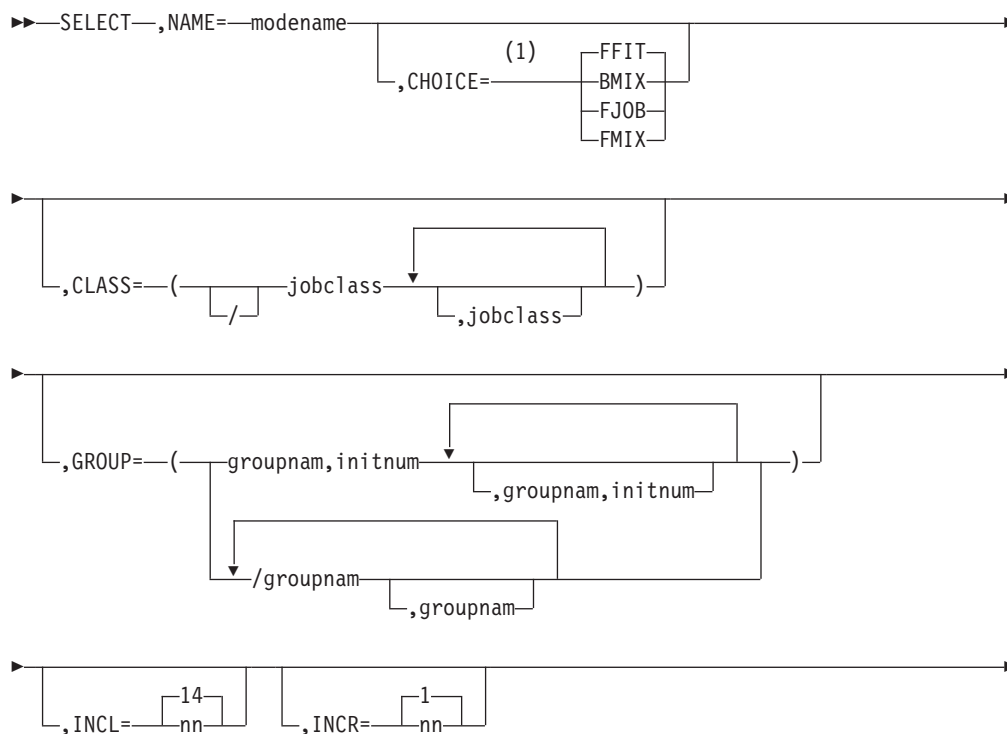 SELECT ,NAME= modename
,CHOICE= (1) FFIT
BMIX
FJOB
FMIX
,CLASS= ( / jobclass ,jobclass )
,GROUP= ( groupnam,initnum ,groupnam,initnum )
/groupnam ,groupnam
,INCL= 14 nn ,INCR= 1 nn